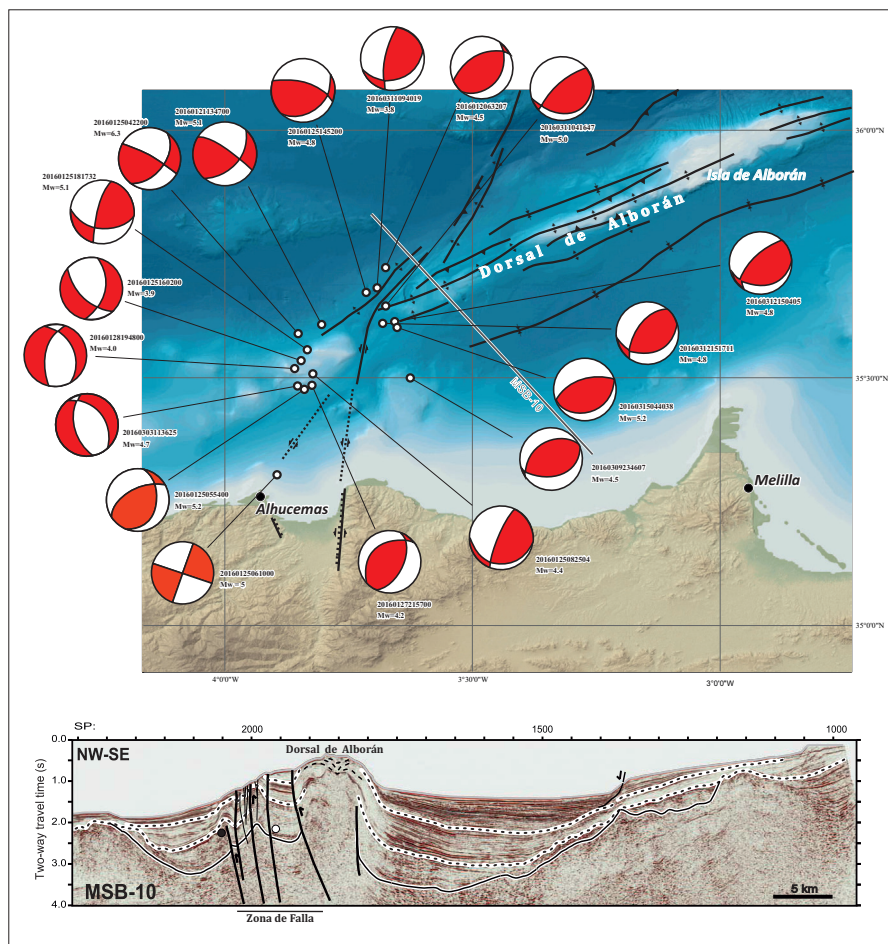 20160311094019
Mw=3.8
20160121134700
Mw=5.1
20160125042200
Mw=6.3
20160125145200
Mw=4.8
20160112063207
Mw=4.5
20160311041647
Mw=5.0
36°0'0"N
20160125181732
Mw=5.1
Isla de Alborán
Dorsal de Alborán
20160125160200
Mw=3.9
20160312150405
Mw=4.8
20160128194800
Mw=4.0
20160312151711
Mw=4.8
35°30'0"N
MSB-10
20160315044038
Mw=5.2
20160303113625
Mw=4.7
20160309234607
Mw=4.5
20160125055400
Mw=5.2
Alhucemas
Melilla
20160125082504
Mw=4.4
20160125061000
Mw= 5
20160127215700
Mw=4.2
35°0'0"N
4°0'0"W
3°30'0"W
3°0'0"W
SP:
2000
1500
1000
NW-SE
Dorsal de Alborán
Two-way travel time (s)
0.0
1.0
2.0
3.0
4.0
MSB-10
5 km
Zona de Falla